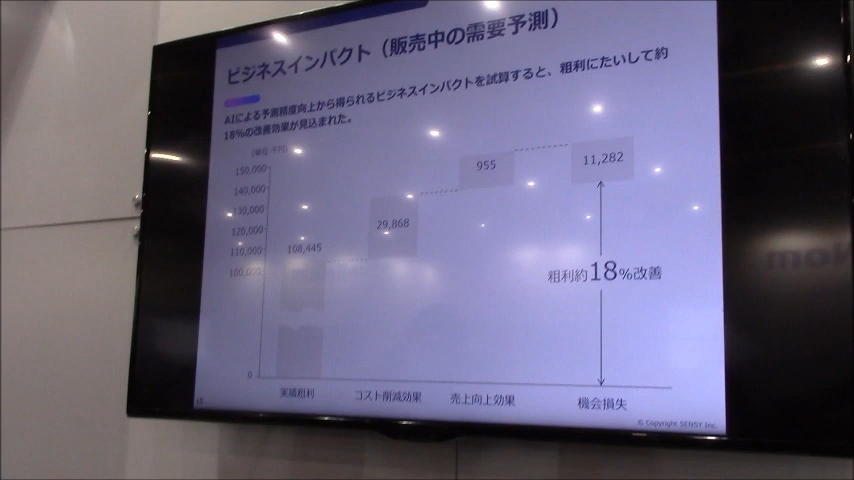 ビジネスインパクト（販売中の需要予測）
AIによる予測精度向上から得られるビジネスインパクトを試算すると、粗利にたいして約
18%の改善効果が見込まれた。
(単位:千円)
150,000
140,000
130,000
120,000
110,000
100,000
0
108,445
29,868
955
11,282
粗利約18%改善
実績粗利
コスト削減効果
売上向上効果
機会損失
© Copyright SENSY Inc.